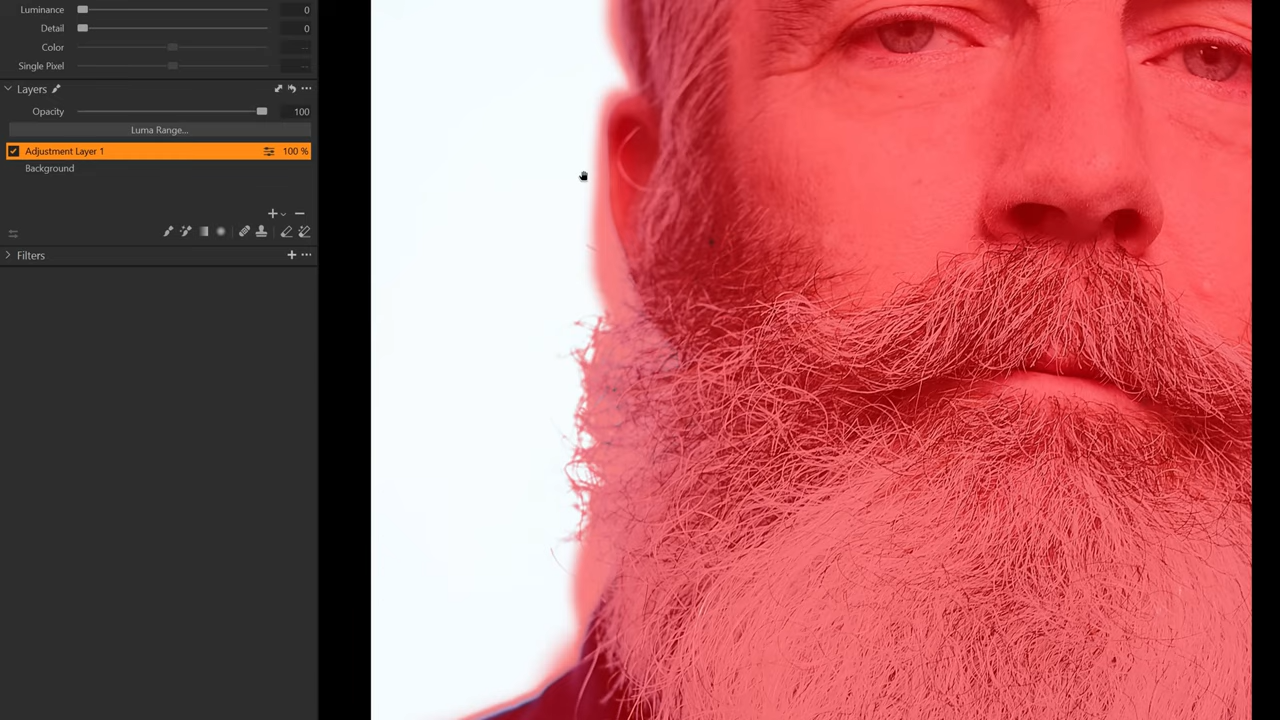 Luminance 0
Detail 0
Color --
Single Pixel --
Layers
Opacity 100
Luma Range...
Adjustment Layer 1 100 %
Background
Filters